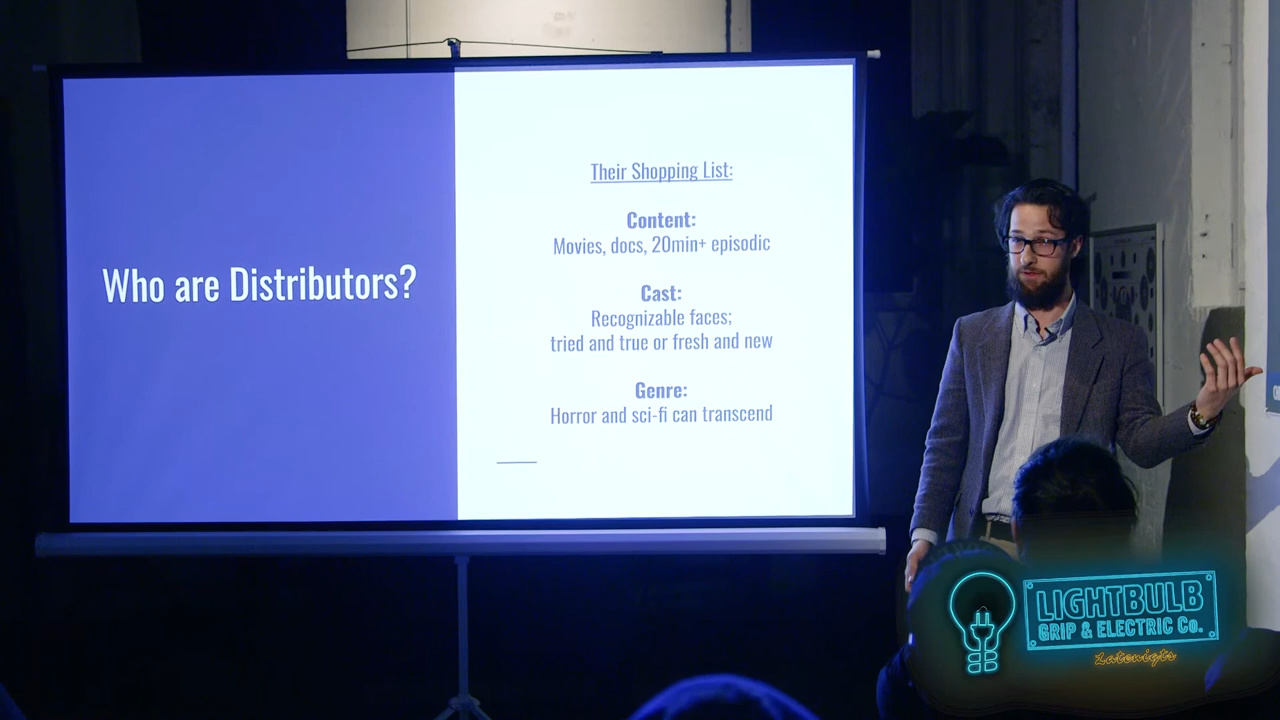 Who are Distributors?
Their Shopping List:
Content:
Movies, docs, 20min+ episodic
Cast:
Recognizable faces;
tried and true or fresh and new
Genre:
Horror and sci-fi can transcend
LIGHTBULB
GRIP & ELECTRIC Co.
Latenigts